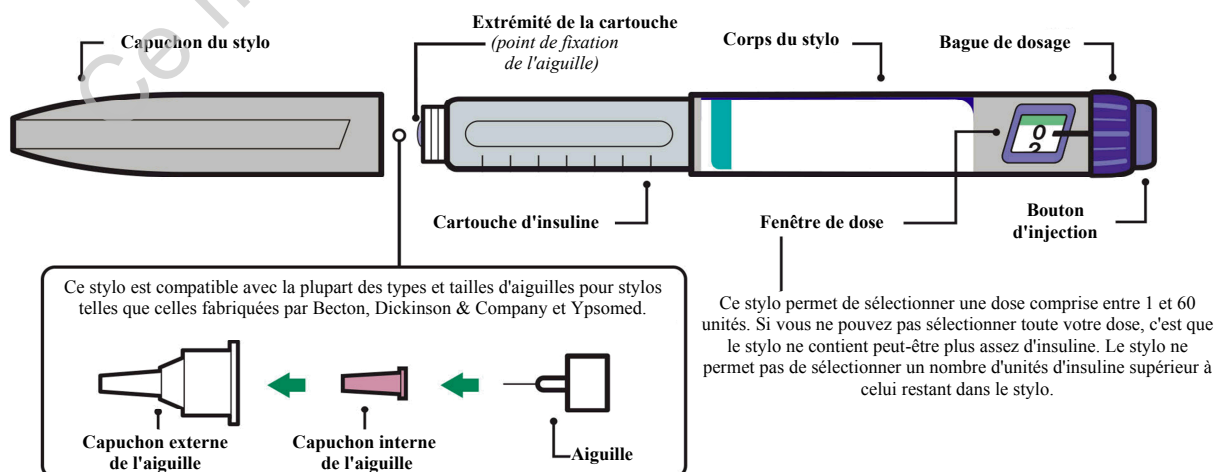 Ce n
Capuchon du stylo
Extrémité de la cartouche
(point de fixation
de l'aiguille)
Corps du stylo
Bague de dosage
0
2
Cartouche d'insuline
Fenêtre de dose
Bouton
d'injection
Ce stylo est compatible avec la plupart des types et tailles d'aiguilles pour stylos
telles que celles fabriquées par Becton, Dickinson & Company et Ypsomed.
Capuchon externe
de l'aiguille
Capuchon interne
de l'aiguille
Aiguille
Ce stylo permet de sélectionner une dose comprise entre 1 et 60
unités. Si vous ne pouvez pas sélectionner toute votre dose, c'est que
le stylo ne contient peut-être plus assez d'insuline. Le stylo ne
permet pas de sélectionner un nombre d'unités d'insuline supérieur à
celui restant dans le stylo.